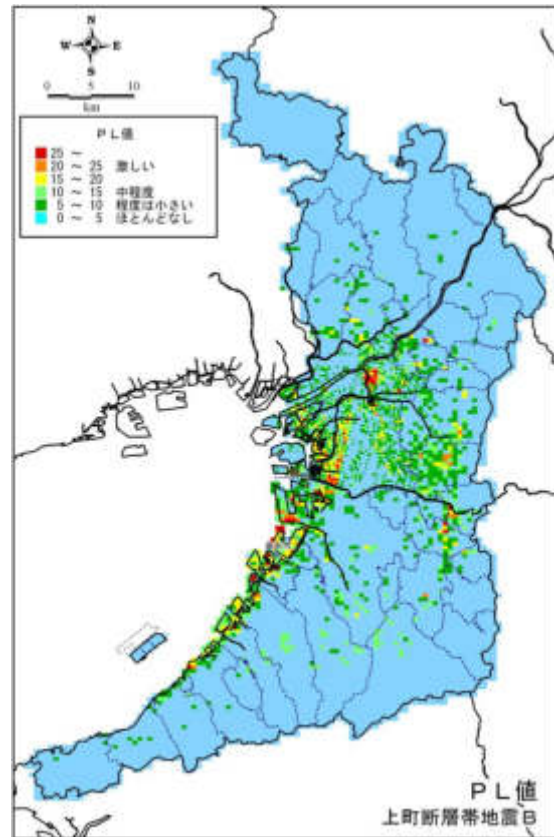 N
W E
S
0 5 10
km
PL値
25 ～
20 ～ 25 激しい
15 ～ 20
10 ～ 15 中程度
5 ～ 10 程度は小さい
0 ～ 5 ほとんどなし
PL値
上町断層帯地震B